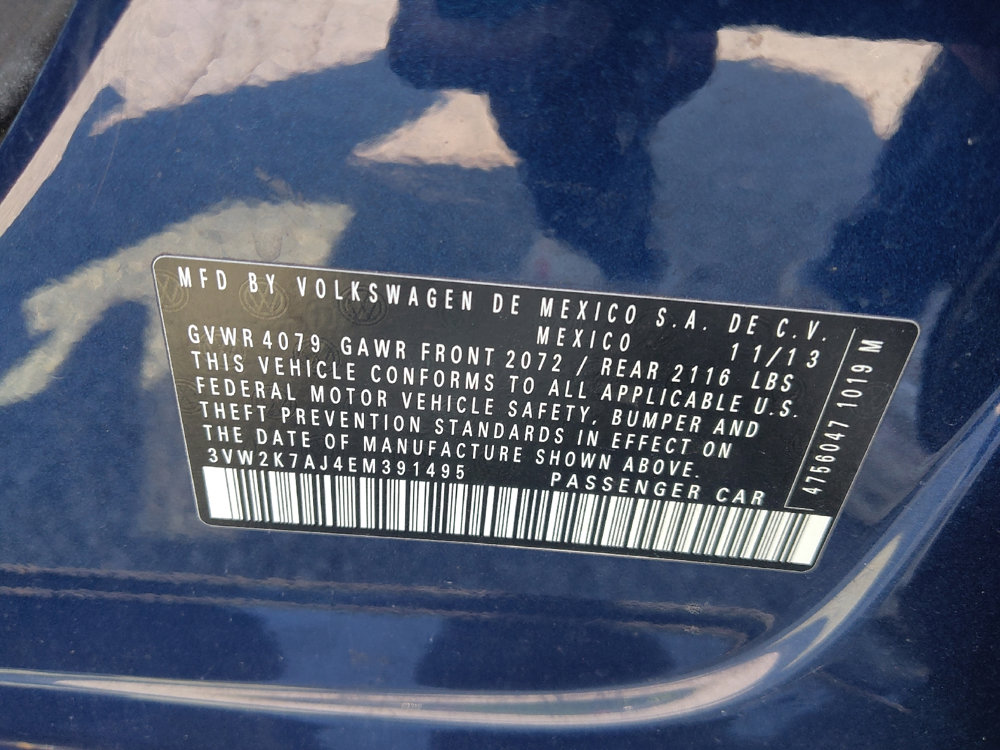 MFD BY VOLKSWAGEN DE MEXICO S.A. DE C.V.
MEXICO 11/13
GVWR 4079 GAWR FRONT 2072 / REAR 2116 LBS
THIS VEHICLE CONFORMS TO ALL APPLICABLE U.S.
FEDERAL MOTOR VEHICLE SAFETY, BUMPER AND
THEFT PREVENTION STANDARDS IN EFFECT ON
THE DATE OF MANUFACTURE SHOWN ABOVE.
3VW2K7AJ4EM391495 PASSENGER CAR
4756047 1019 M